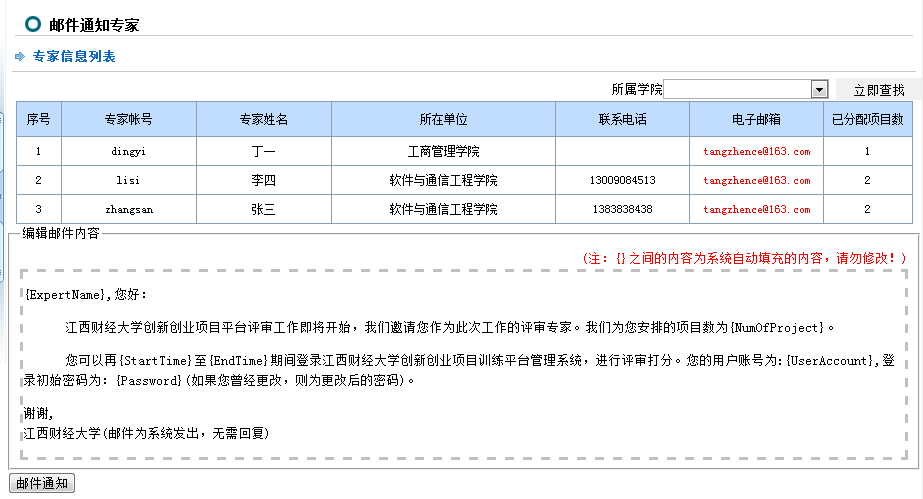 邮件通知专家
专家信息列表
所属学院 立即查找
序号 专家帐号 专家姓名 所在单位 联系电话 电子邮箱 已分配项目数
1 dingyi 丁一 工商管理学院 tangzhence@163.com 1
2 lisi 李四 软件与通信工程学院 13009084513 tangzhence@163.com 2
3 zhangsan 张三 软件与通信工程学院 1383838438 tangzhence@163.com 2
编辑邮件内容
(注：{}之间的内容为系统自动填充的内容，请勿修改！)
{ExpertName},您好：
江西财经大学创新创业项目平台评审工作即将开始，我们邀请您作为此次工作的评审专家。我们为您安排的项目数为{NumOfProject}。
您可以再{StartTime}至{EndTime}期间登录江西财经大学创新创业项目训练平台管理系统，进行评审打分。您的用户账号为:{UserAccount},登
录初始密码为：{Password}(如果您曾经更改，则为更改后的密码)。
谢谢,
江西财经大学(邮件为系统发出，无需回复)
邮件通知